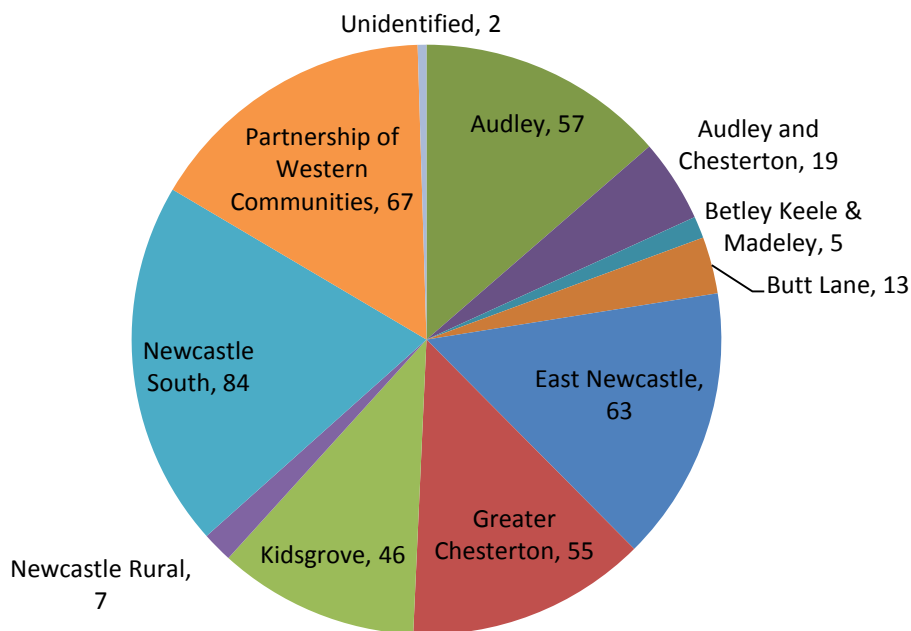 Unidentified, 2
Audley, 57
Audley and
Chesterton, 19
Betley Keele &
Madeley, 5
Butt Lane, 13
East Newcastle,
63
Greater
Chesterton, 55
Kidsgrove, 46
Newcastle Rural,
7
Newcastle
South, 84
Partnership of
Western
Communities, 67